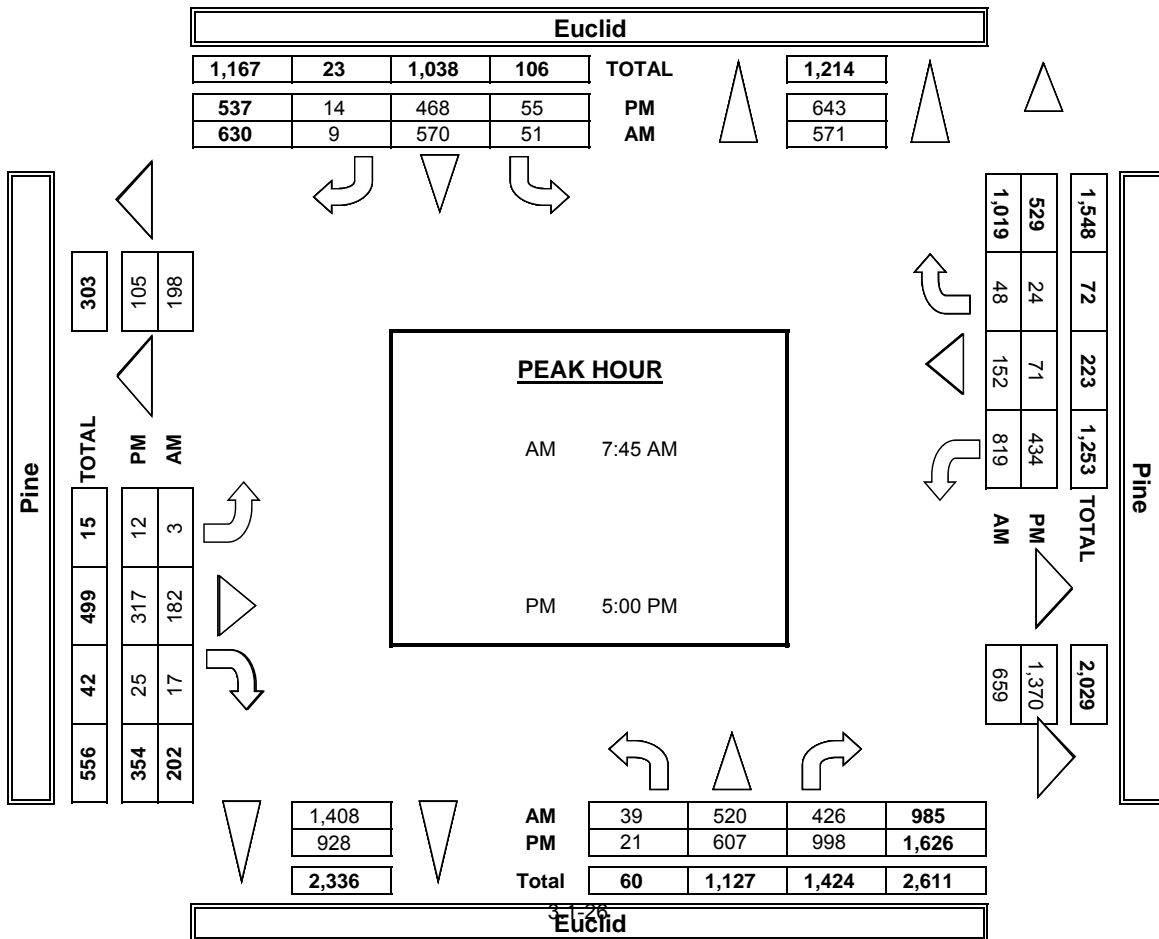 Euclid
1,167 23 1,038 106 TOTAL 1,214
537 14 468 55 PM 643
630 9 570 51 AM 571
Pine
303
105
198
TOTAL
PM
AM
15 499 42 556
12 317 25 354
3 182 17 202
PEAK HOUR
AM 7:45 AM
PM 5:00 PM
1,548 72 223 1,253 TOTAL
529 24 71 434 PM
1,019 48 152 819 AM
2,029
1,370
659
Pine
1,408 AM 39 520 426 985
928 PM 21 607 998 1,626
2,336 Total 60 1,127 1,424 2,611
3.1-26
Euclid